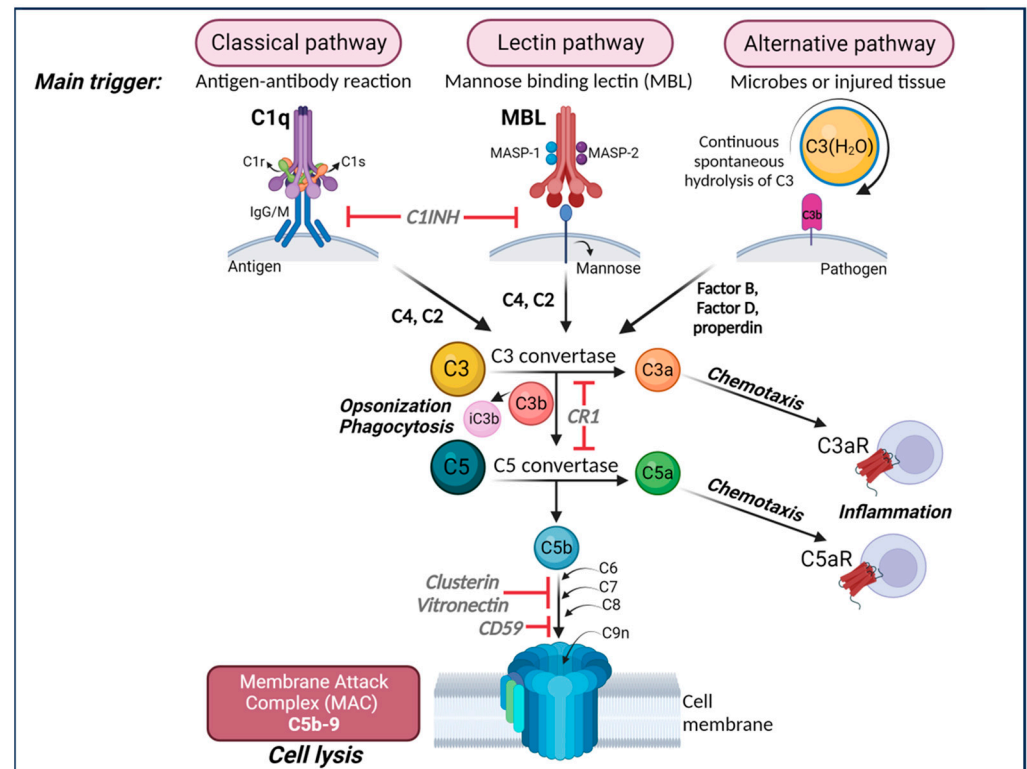 Classical pathway
Lectin pathway
Alternative pathway
Main trigger:
Antigen-antibody reaction
Mannose binding lectin (MBL)
Microbes or injured tissue
C1q
C1r
C1s
IgG/M
Antigen
C1INH
MBL
MASP-1
MASP-2
Mannose
Continuous
spontaneous
hydrolysis of C3
C3(H₂O)
C3b
Pathogen
C4, C2
C4, C2
Factor B,
Factor D,
properdin
C3
C3 convertase
C3a
Chemotaxis
C3aR
Opsonization
Phagocytosis
iC3b
C3b
CR1
C5
C5 convertase
C5a
Chemotaxis
Inflammation
C5aR
C5b
C6
C7
C8
C9n
Clusterin
Vitronectin
CD59
Membrane Attack
Complex (MAC)
C5b-9
Cell lysis
Cell
membrane